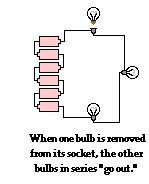 When one bulb is removed
from its socket, the other
bulbs in series "go out."